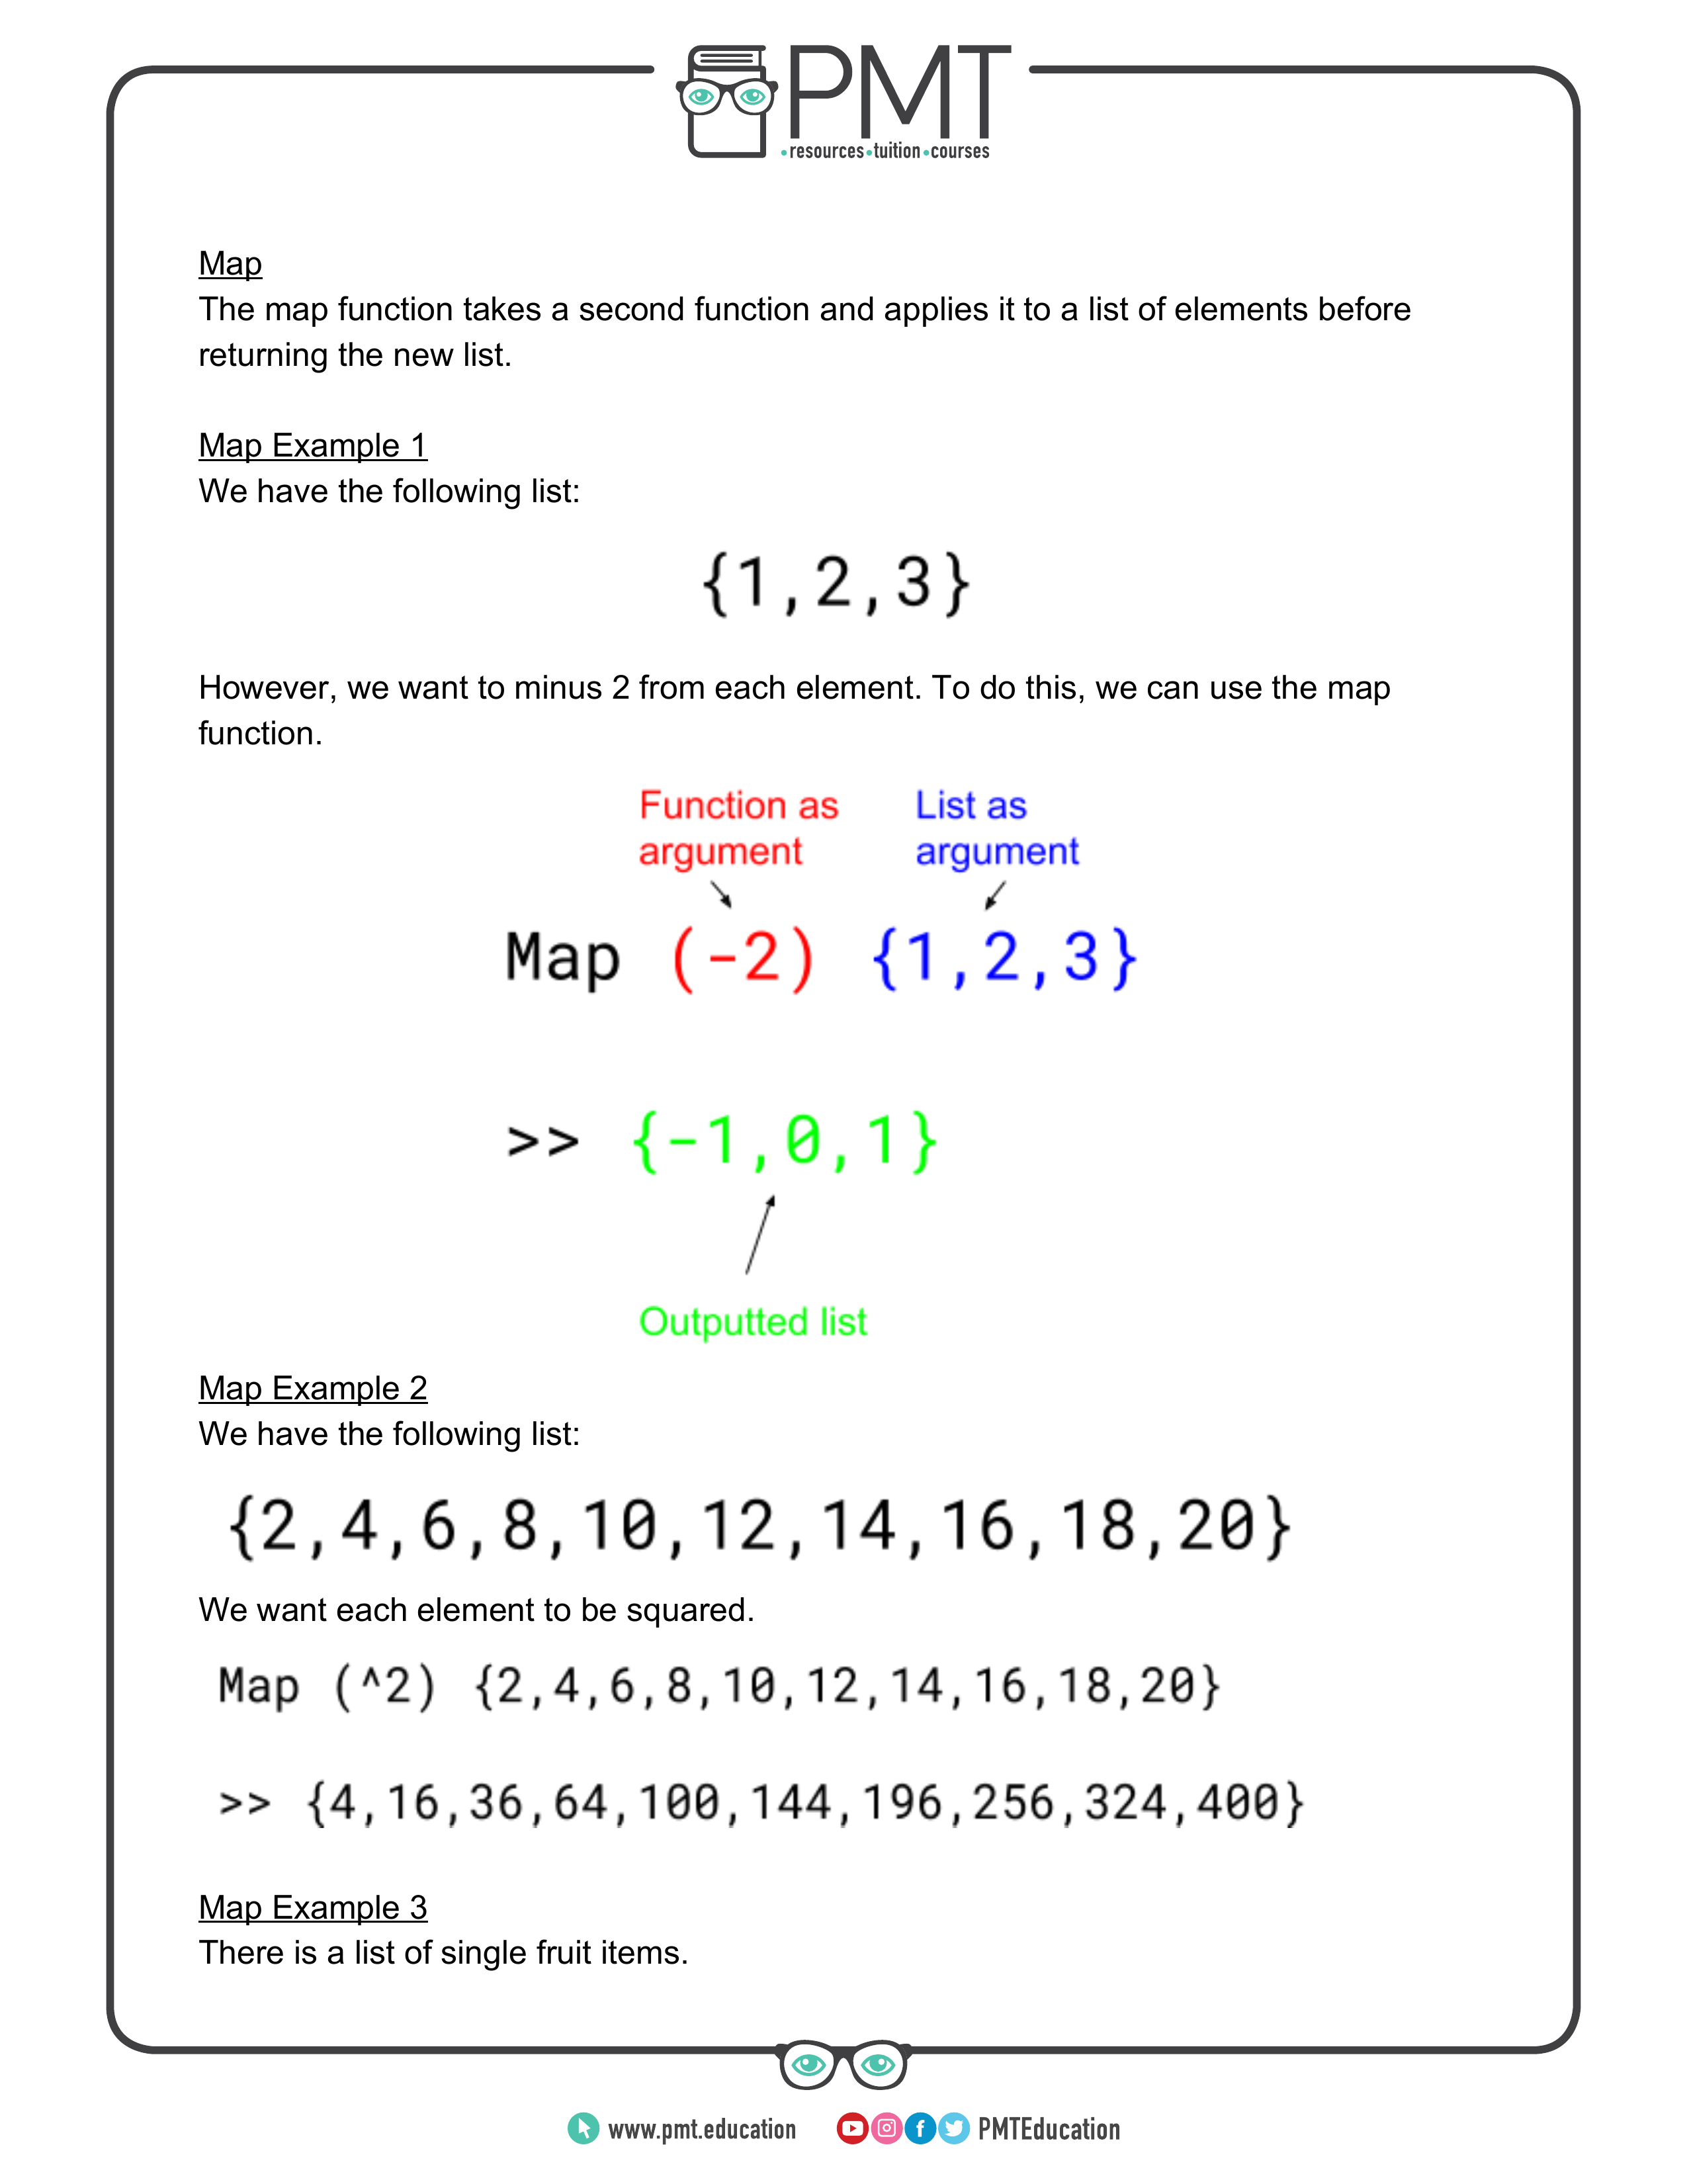 PMT
•resources•tuition•courses
Map
The map function takes a second function and applies it to a list of elements before
returning the new list.
Map Example 1
We have the following list:
{1,2,3}
However, we want to minus 2 from each element. To do this, we can use the map
function.
Function as
argument
List as
argument
Map (-2) {1,2,3}
>> {-1,0,1}
Outputted list
Map Example 2
We have the following list:
{2,4,6,8,10,12,14,16,18,20}
We want each element to be squared.
Map (^2) {2,4,6,8,10,12,14,16,18,20}
>> {4,16,36,64,100,144,196,256,324,400}
Map Example 3
There is a list of single fruit items.
www.pmt.education
PMTEducation